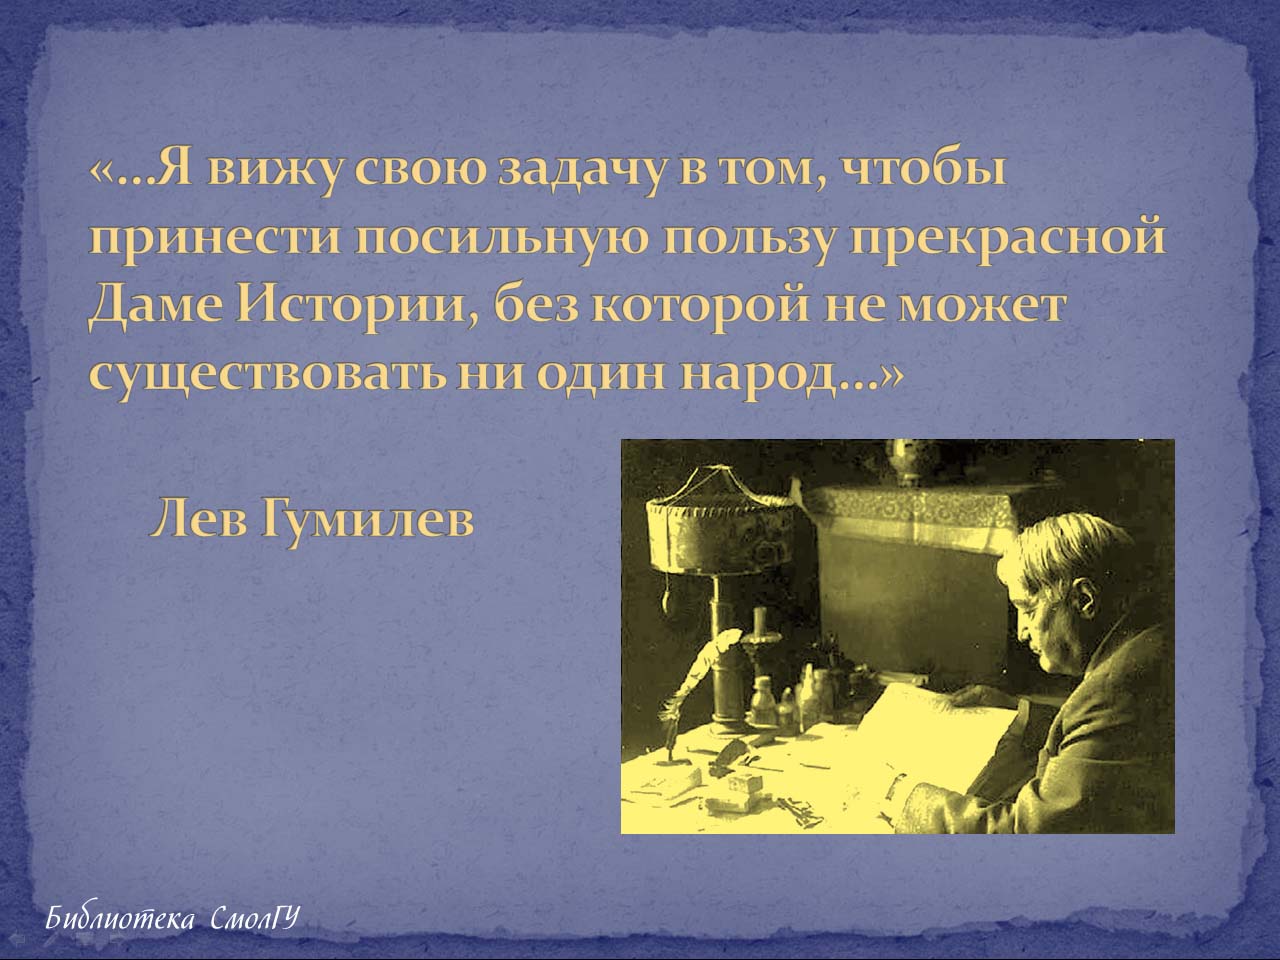 «...Я вижу свою задачу в том, чтобы
принести посильную пользу прекрасной
Даме Истории, без которой не может
существовать ни один народ...»
Лев Гумилев
Библиотека СмолГУ